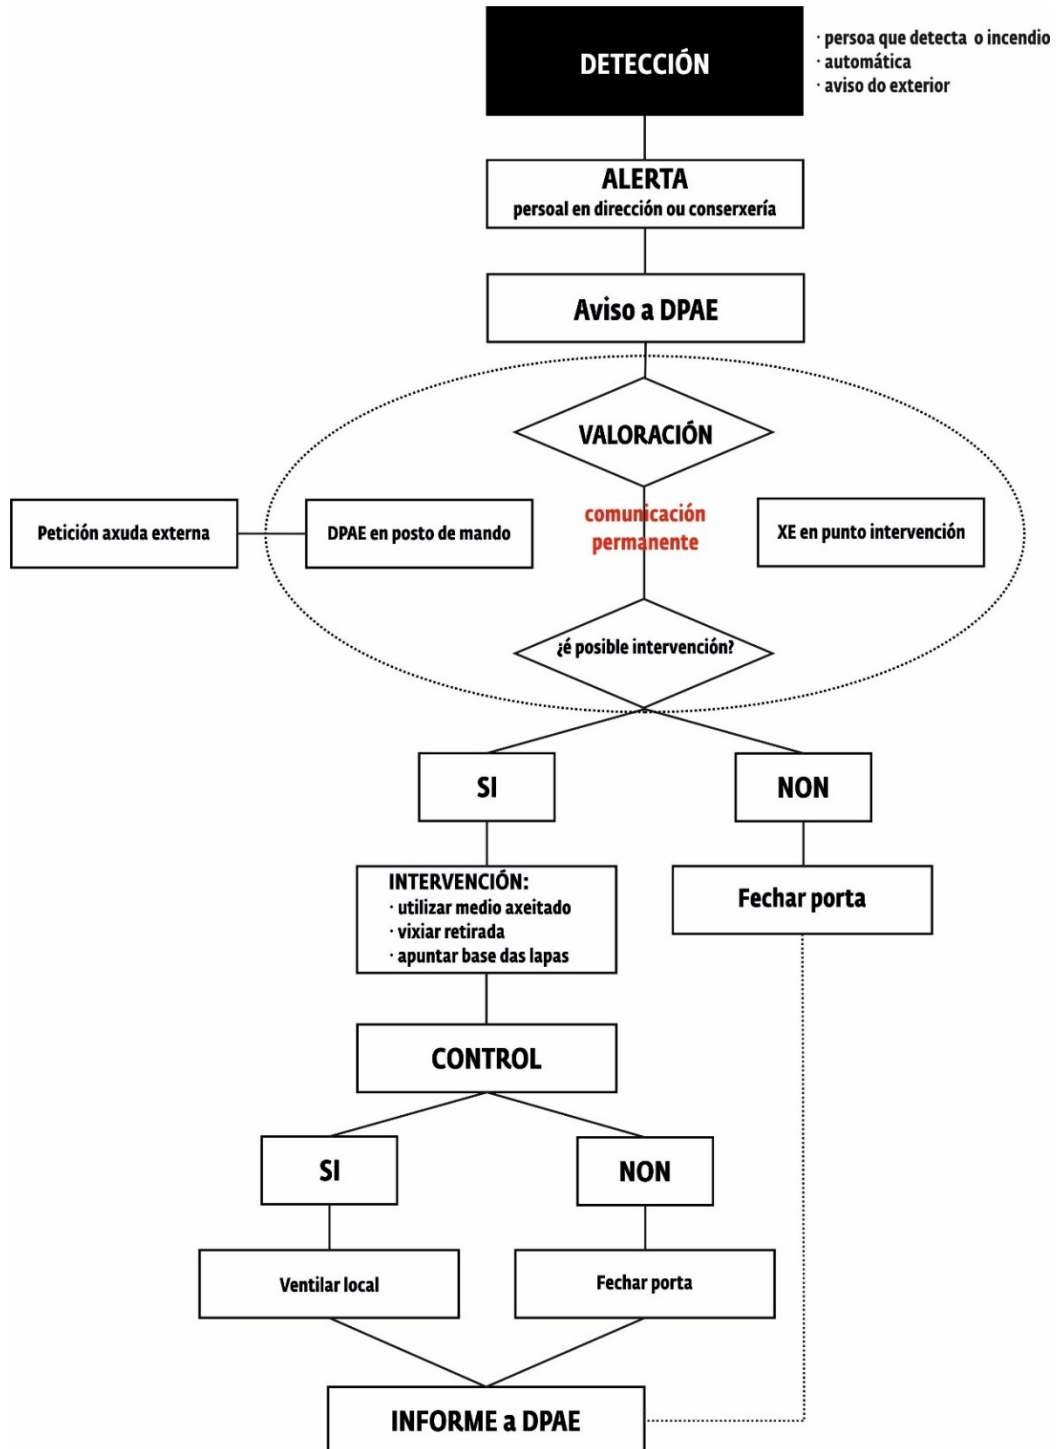 DETECCIÓN
· persoa que detecta o incendio
· automática
· aviso do exterior
ALERTA
persoal en dirección ou conserxería
Aviso a DPAE
VALORACIÓN
Petición axuda externa
DPAE en posto de mando
comunicación
permanente
XE en punto intervención
¿é posible intervención?
SI
NON
INTERVENCIÓN:
· utilizar medio axeitado
· vixiar retirada
· apuntar base das lapas
Fechar porta
CONTROL
SI
NON
Ventilar local
Fechar porta
INFORME a DPAE